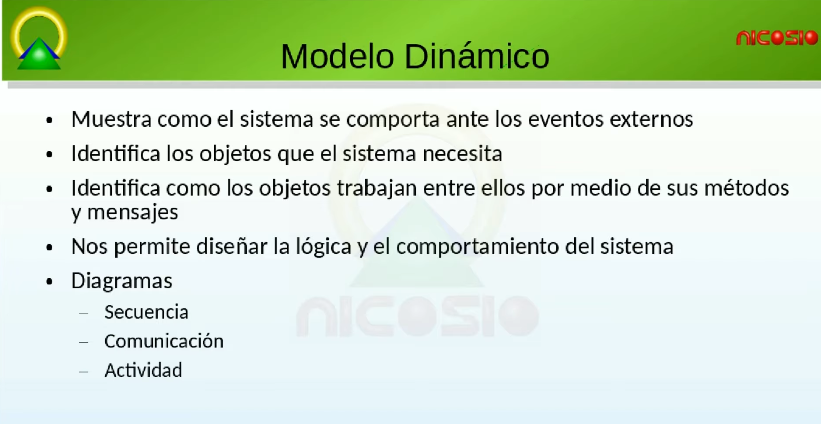 NICOSIO
Modelo Dinámico
• Muestra como el sistema se comporta ante los eventos externos
• Identifica los objetos que el sistema necesita
• Identifica como los objetos trabajan entre ellos por medio de sus métodos
y mensajes
• Nos permite diseñar la lógica y el comportamiento del sistema
• Diagramas
– Secuencia
– Comunicación
– Actividad
NICOSIO